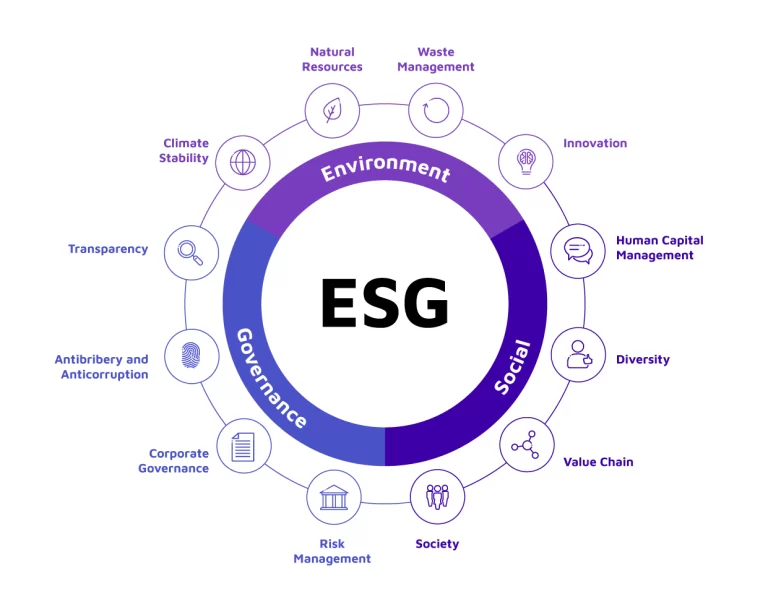 Natural
Resources
Waste
Management
Climate
Stability
Innovation
Environment
Transparency
Human Capital
Management
ESG
Governance
Social
Antibribery and
Anticorruption
Diversity
Corporate
Governance
Value Chain
Risk
Management
Society